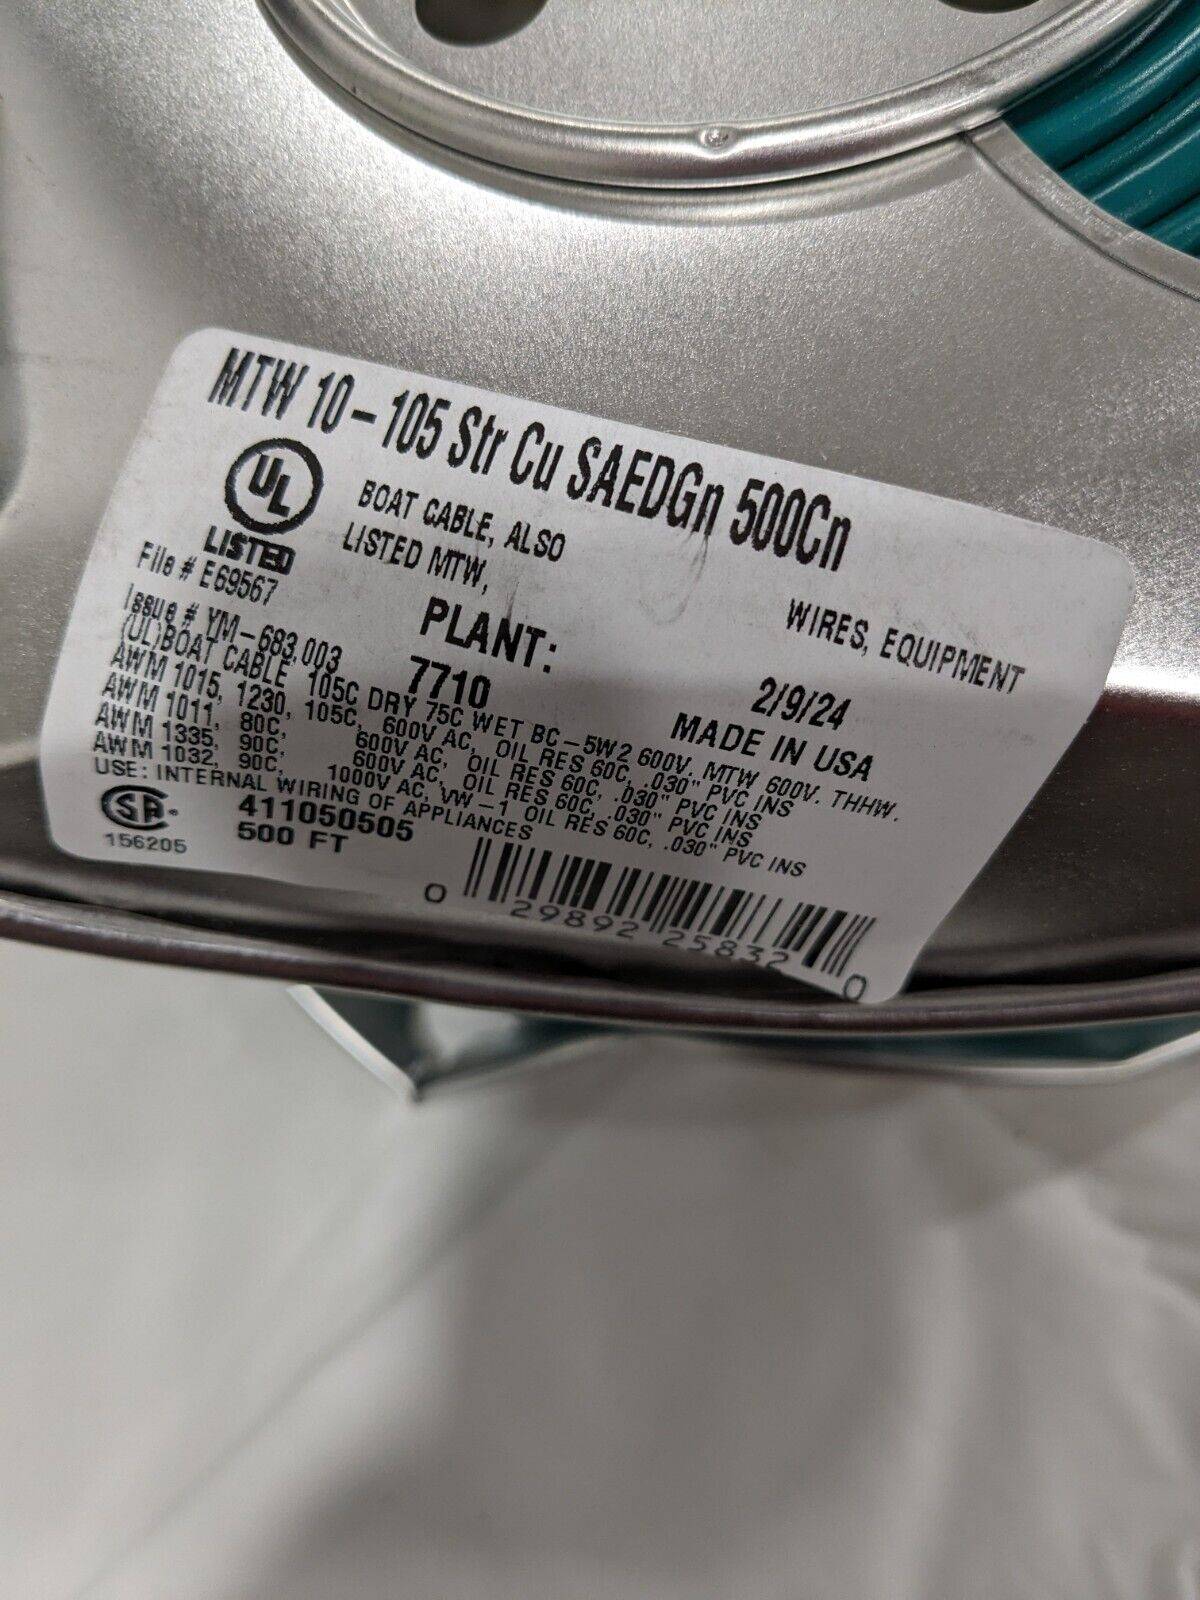 MTW 10-105 Str Cu SAEDGn 500Cn
UL
LISTED
BOAT CABLE, ALSO
LISTED MTW,
WIRES, EQUIPMENT
File # E69567
Issue # YM-683,003
PLANT:
7710
2/9/24
MADE IN USA
(UL)BOAT CABLE 105C DRY 75C WET BC-5W2 600V. MTW 600V. THHW.
AWM 1015, 1230, 105C, 600V AC, OIL RES 60C, .030" PVC INS
AWM 1011, 80C, 600V AC, OIL RES 60C, .030" PVC INS
AWM 1335, 90C, 600V AC, OIL RES 60C, .030" PVC INS
AWM 1032, 90C, 1000V AC, VW-1 OIL RES 60C, .030" PVC INS
USE: INTERNAL WIRING OF APPLIANCES
SA
156205
411050505
500 FT
0 29892 25832 0